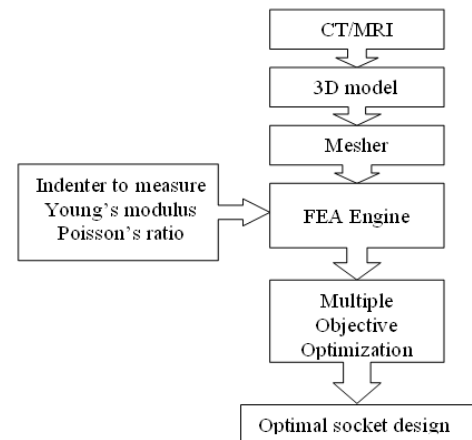 CT/MRI
3D model
Mesher
Indenter to measure
Young's modulus
Poisson's ratio
FEA Engine
Multiple
Objective
Optimization
Optimal socket design